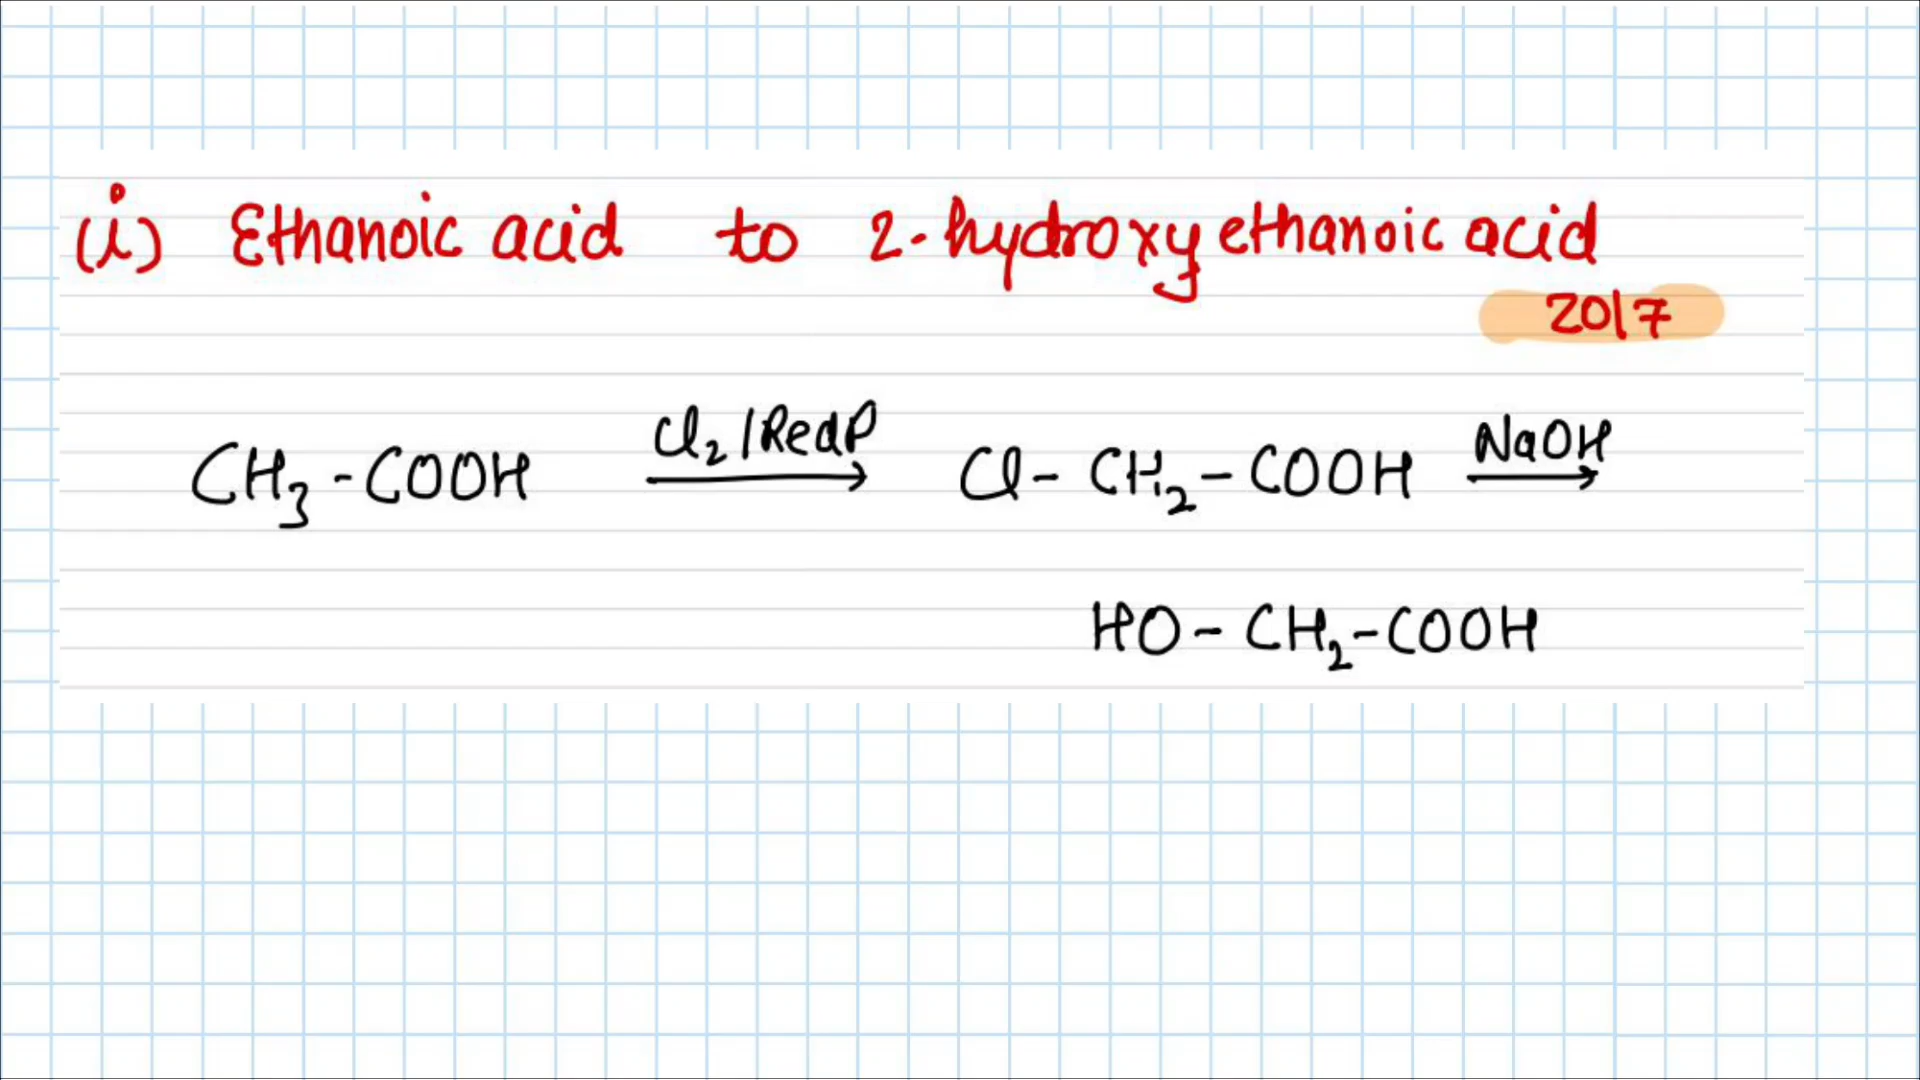 (i) Ethanoic acid to 2-hydroxy ethanoic acid
2017
CH₃-COOH Cl₂/RedP → Cl-CH₂-COOH NaOH →
HO-CH₂-COOH